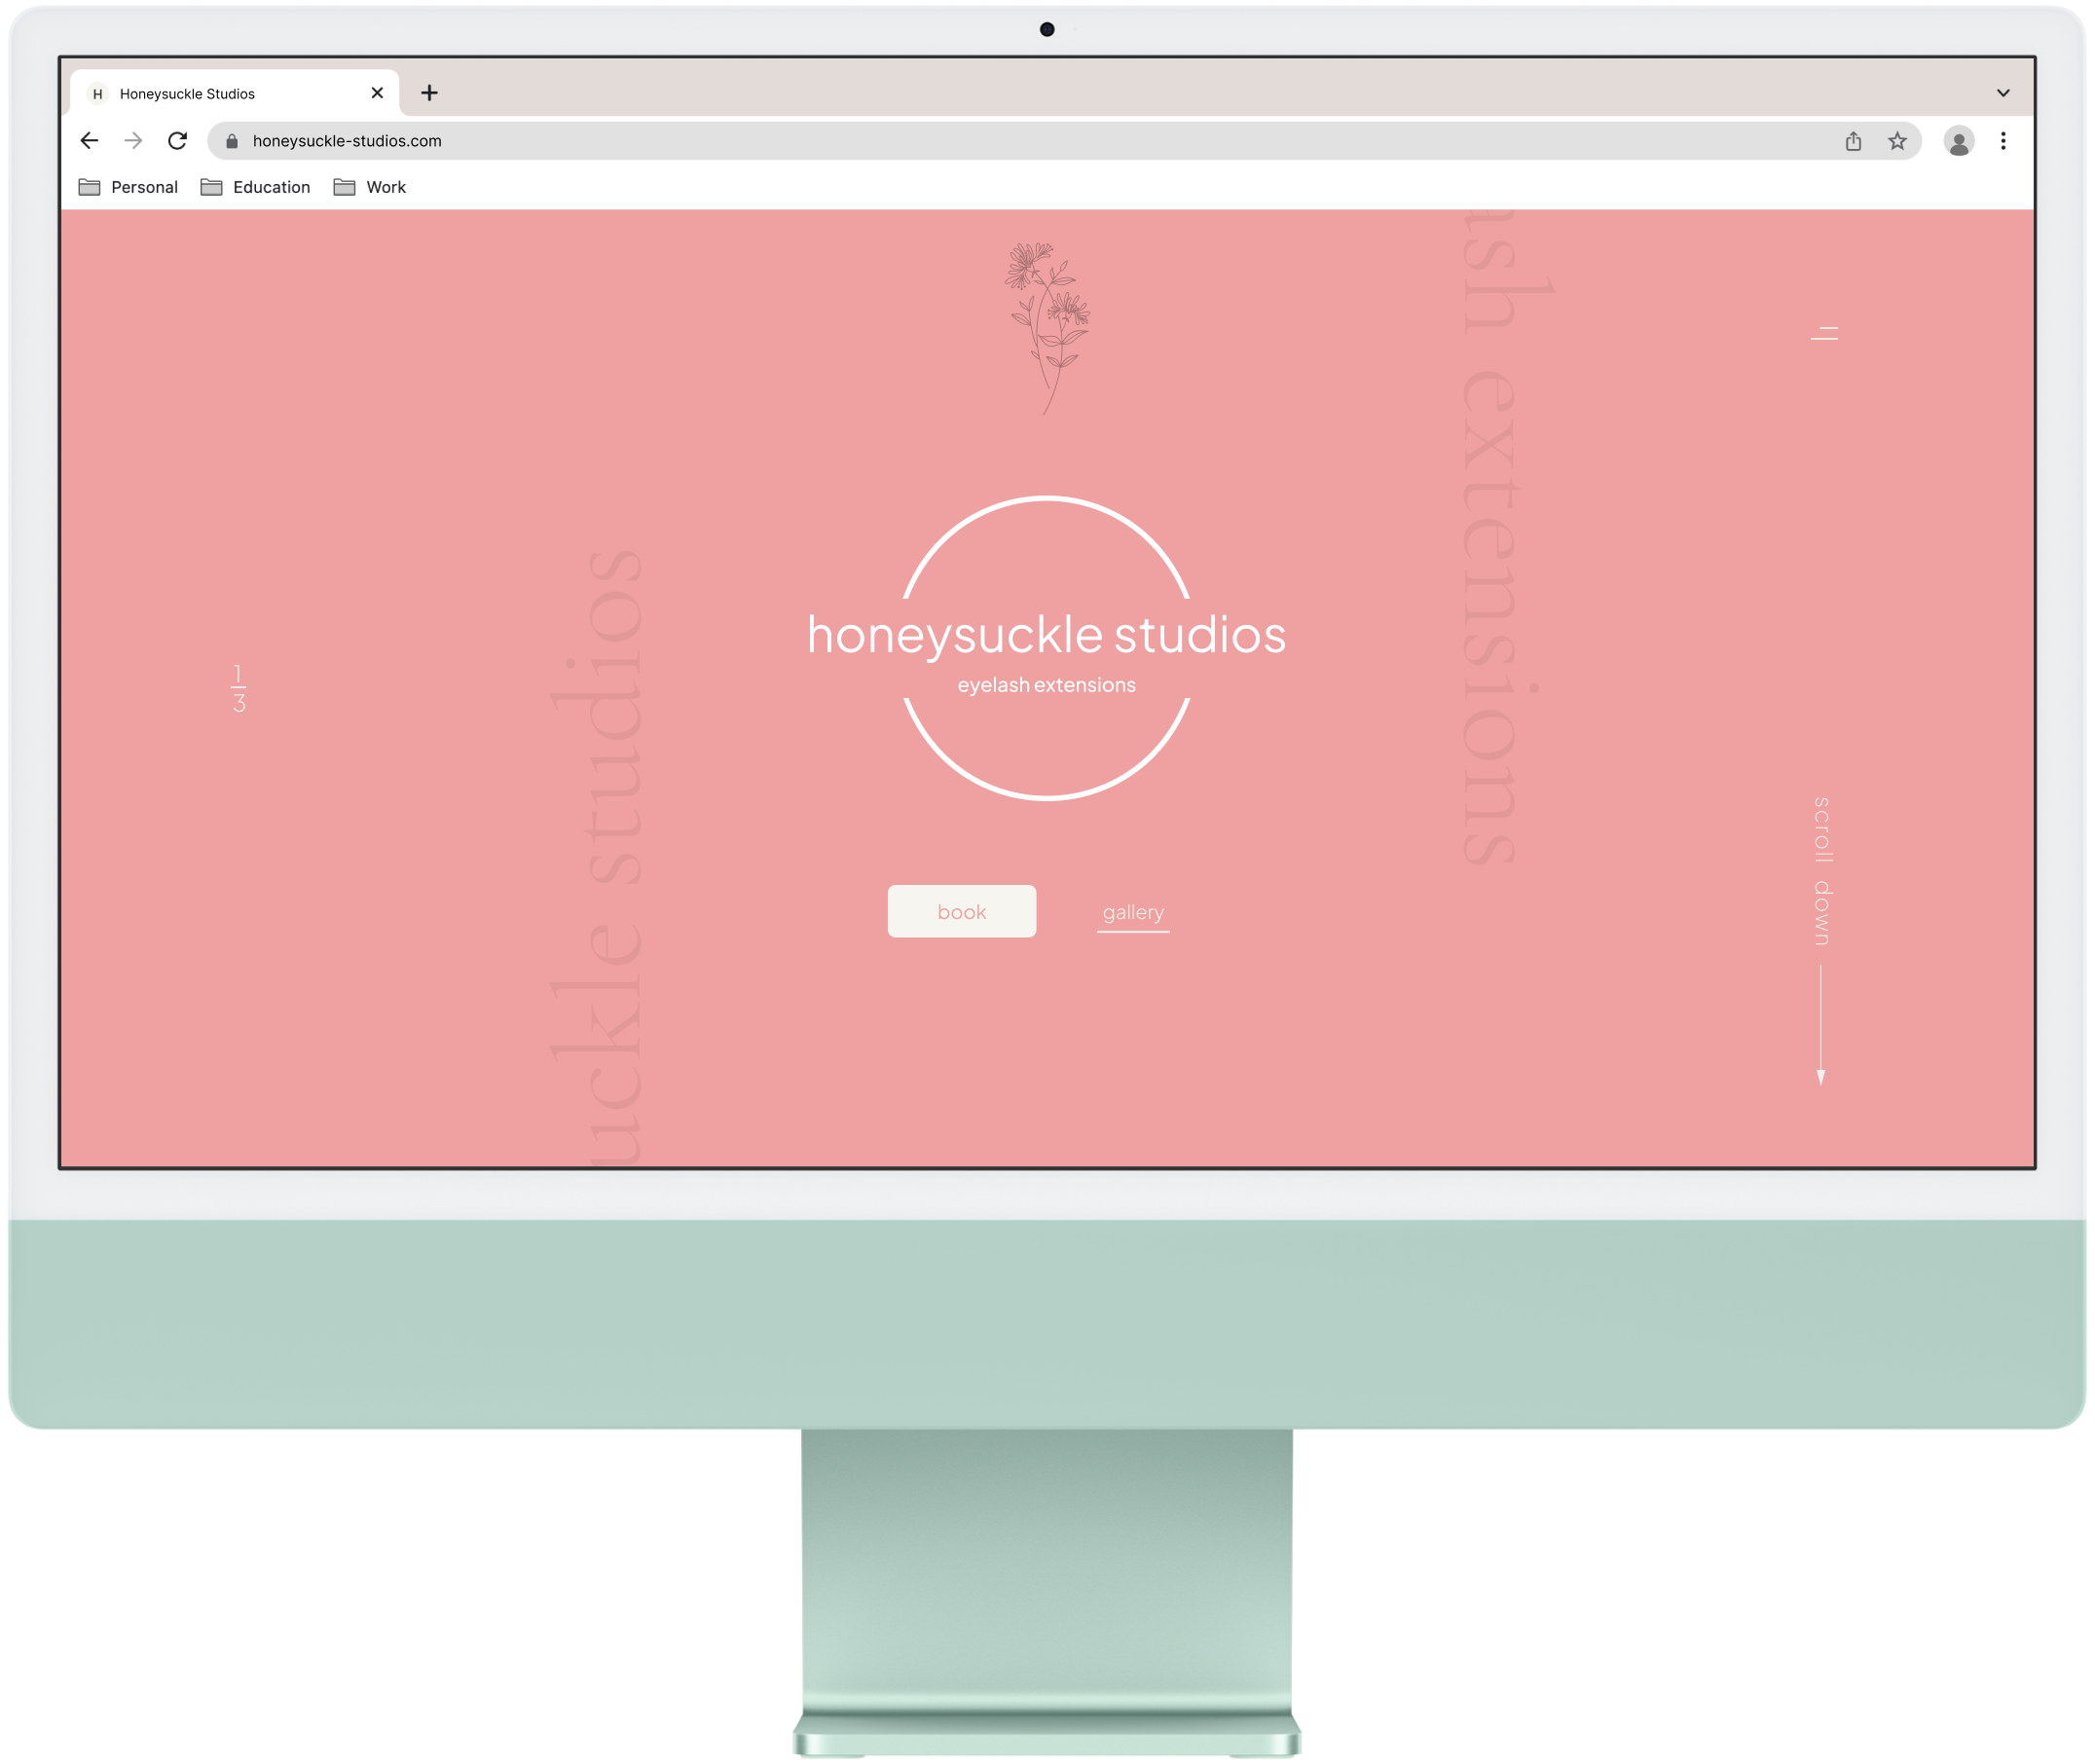 H Honeysuckle Studios
honeysuckle-studios.com
Personal Education Work
ash extensions
honeysuckle studios
eyelash extensions
1
3
uckle studios
scroll down
book
gallery